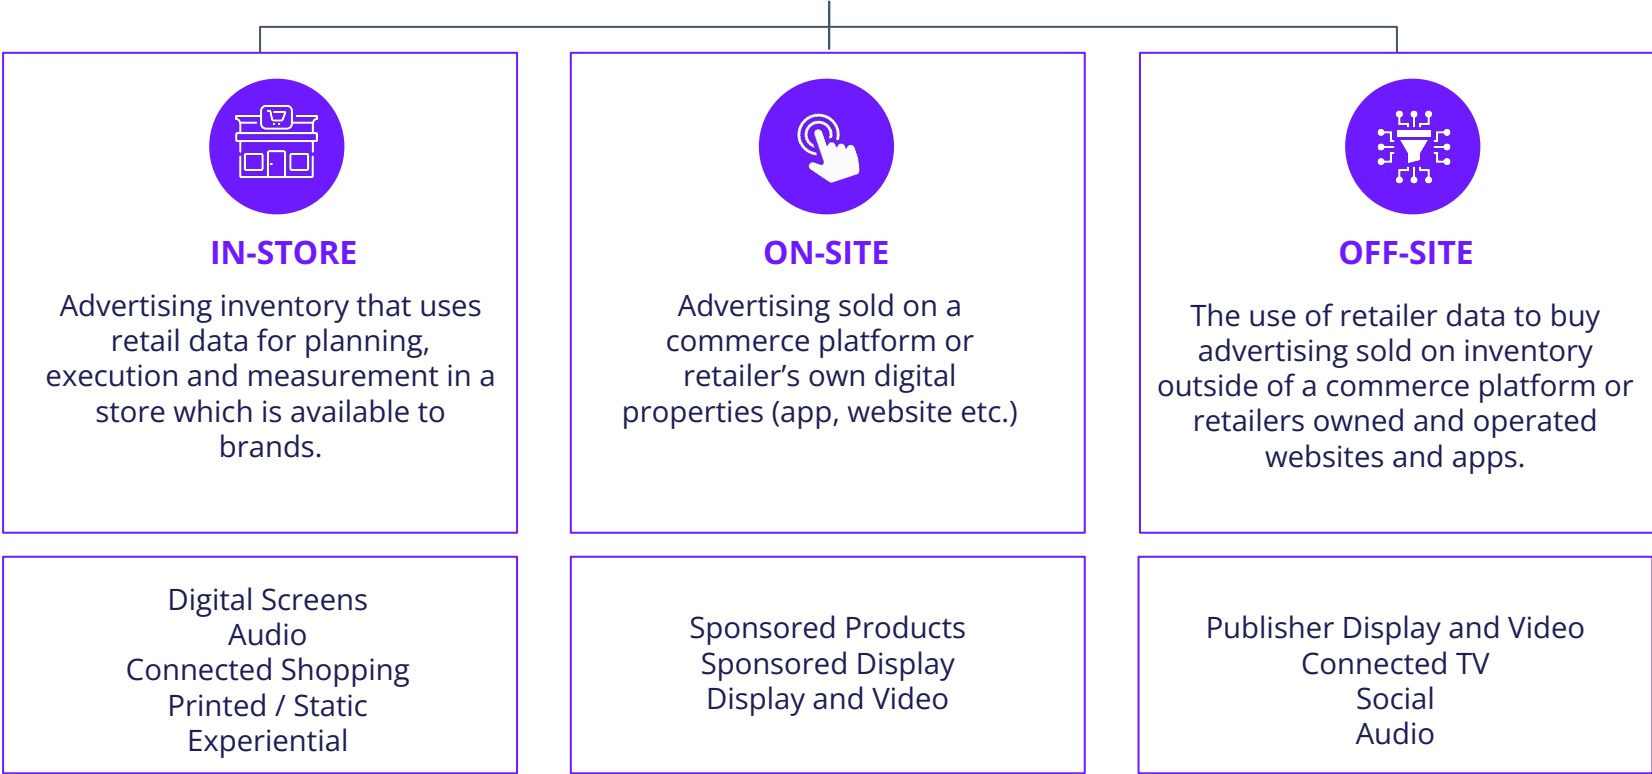 IN-STORE
Advertising inventory that uses
retail data for planning,
execution and measurement in a
store which is available to
brands.
Digital Screens
Audio
Connected Shopping
Printed / Static
Experiential
ON-SITE
Advertising sold on a
commerce platform or
retailer’s own digital
properties (app, website etc.)
Sponsored Products
Sponsored Display
Display and Video
OFF-SITE
The use of retailer data to buy
advertising sold on inventory
outside of a commerce platform or
retailers owned and operated
websites and apps.
Publisher Display and Video
Connected TV
Social
Audio